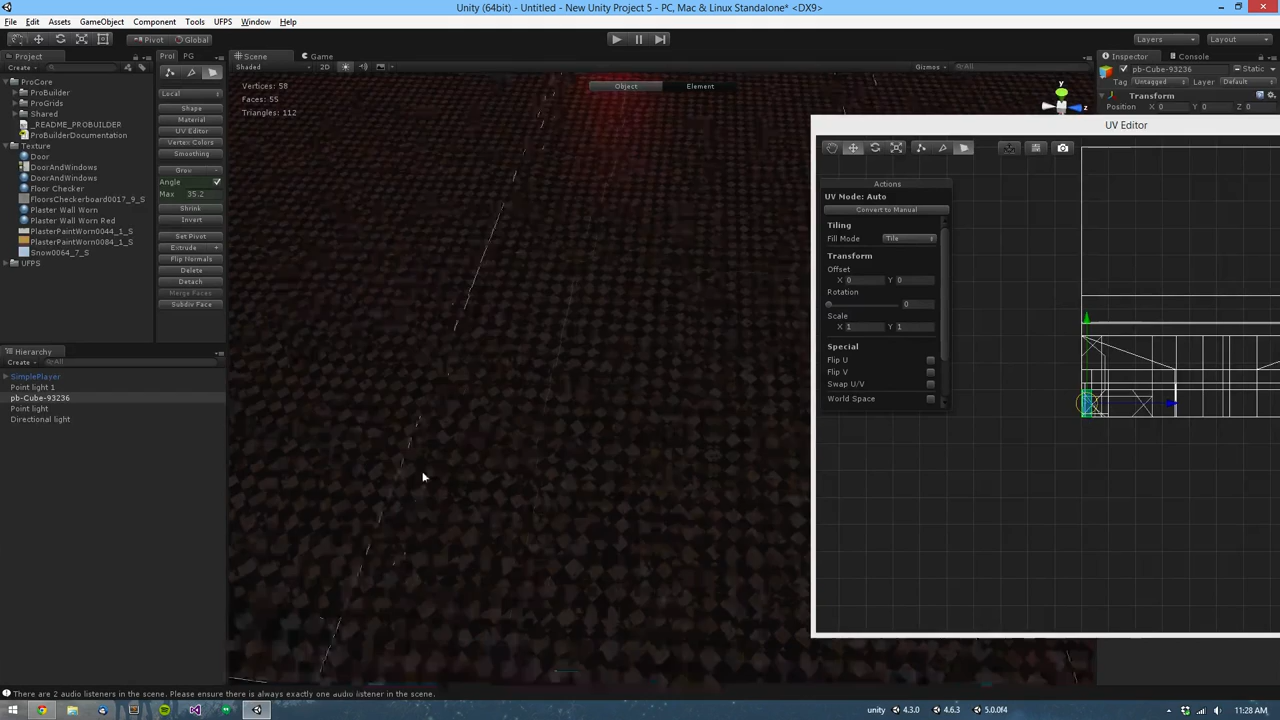 Unity (64bit) - Untitled - New Unity Project 5 - PC, Mac & Linux Standalone* <DX9>
File Edit Assets GameObject Component Tools UFPS Window Help
Pivot Global Layers Layout
Project Prol PG Scene Game Inspector Console
Create All Shaded 2D Gizmos All pb-Cube-93236 Static
Tag Untagged Layer Default
Transform
Position X 0 Y 0 Z 0
ProCore
ProBuilder
ProGrids
Shared
_README_PROBUILDER
ProBuilderDocumentation
Texture
Door
DoorAndWindows
DoorAndWindows
Floor Checker
FloorsCheckerboard0017_9_S
Plaster Wall Worn
Plaster Wall Worn Red
PlasterPaintWorn0044_1_S
PlasterPaintWorn0084_1_S
Snow0064_7_S
UFPS
Local
Shape
Material
UV Editor
Vertex Colors
Smoothing
Grow
Angle
Max 35.2
Shrink
Invert
Set Pivot
Extrude +
Flip Normals
Delete
Detach
Merge Faces
Subdiv Face
Vertices: 58
Faces: 55
Triangles: 112
Object Element
y
z
UV Editor
Actions
UV Mode: Auto
Convert to Manual
Tiling
Fill Mode Tile
Transform
Offset
X 0 Y 0
Rotation
0
Scale
X 1 Y 1
Special
Flip U
Flip V
Swap U/V
World Space
Hierarchy
Create All
SimplePlayer
Point light 1
pb-Cube-93236
Point light
Directional light
There are 2 audio listeners in the scene. Please ensure there is always exactly one audio listener in the scene.
unity 4.3.0 4.6.3 5.0.0f4 11:28 AM